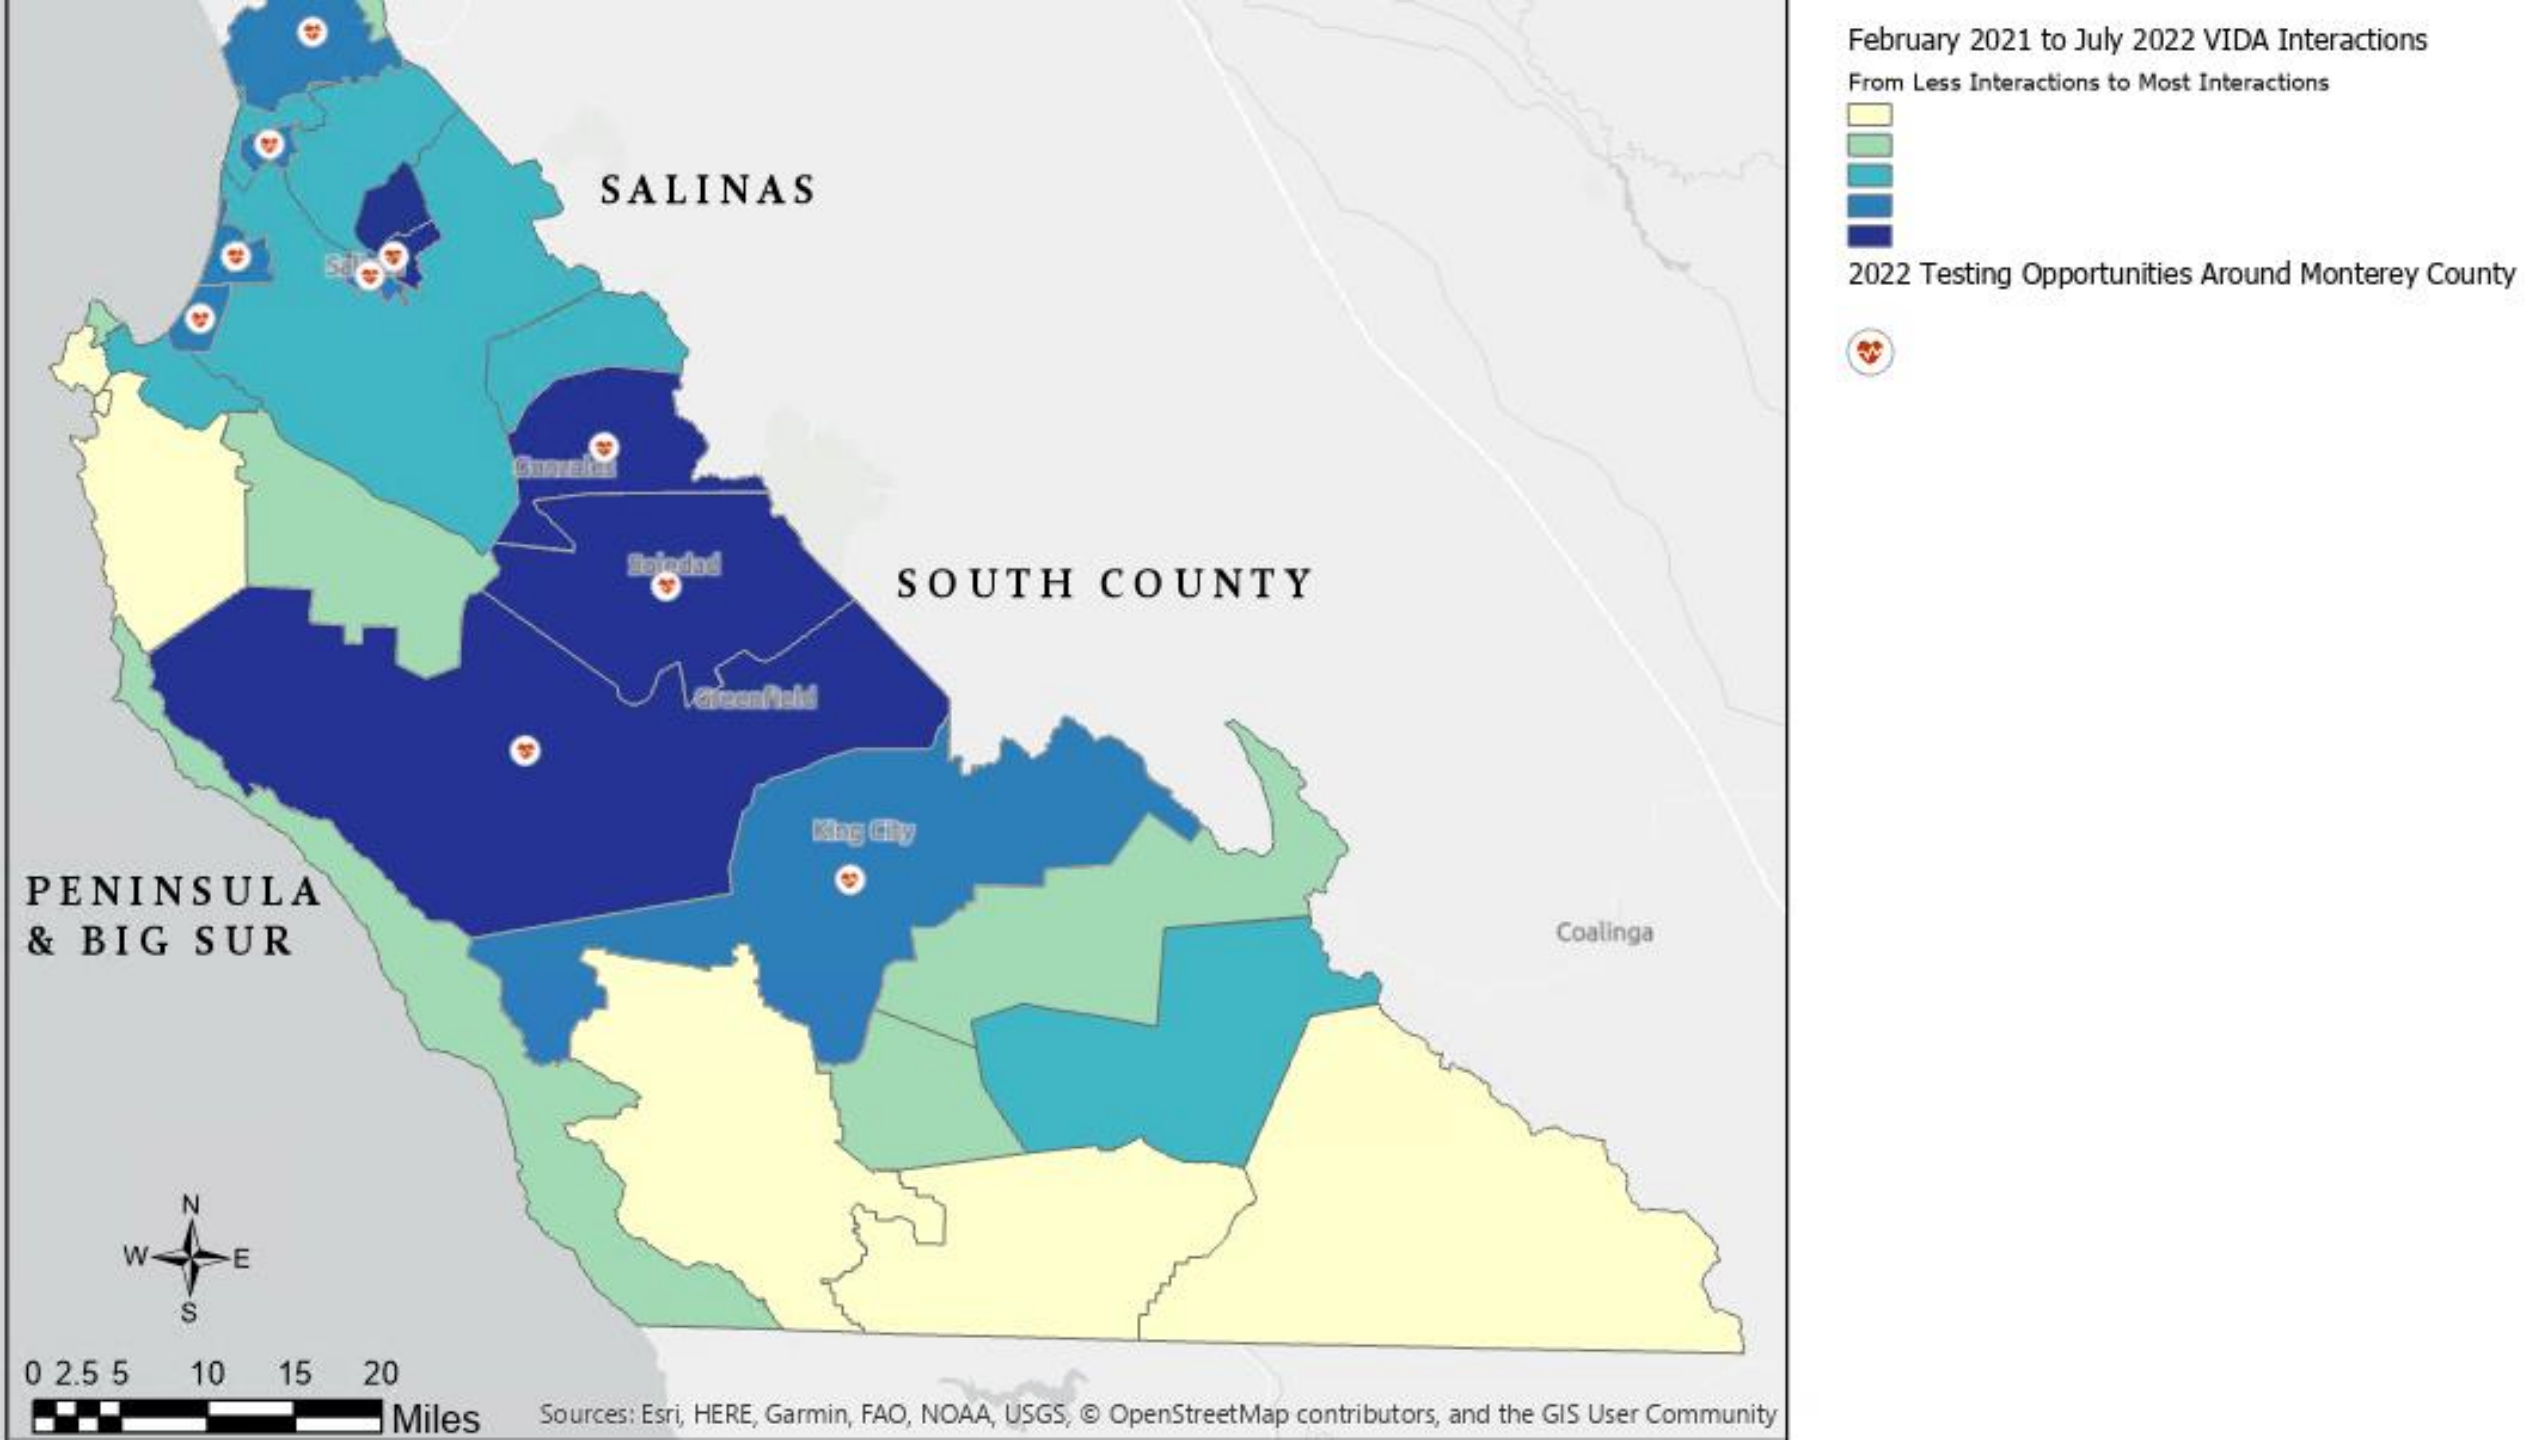 February 2021 to July 2022 VIDA Interactions
From Less Interactions to Most Interactions
2022 Testing Opportunities Around Monterey County
SALINAS
Gonzales
Soledad
SOUTH COUNTY
Greenfield
King City
PENINSULA
& BIG SUR
Coalinga
N
W E
S
0 2.5 5 10 15 20
Miles
Sources: Esri, HERE, Garmin, FAO, NOAA, USGS, © OpenStreetMap contributors, and the GIS User Community